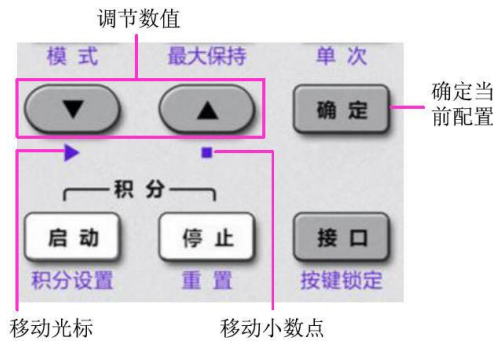 调节数值
模式 最大保持 单次
确定
确定当
前配置
积分
启动 停止 接口
积分设置 重置 按键锁定
移动光标 移动小数点